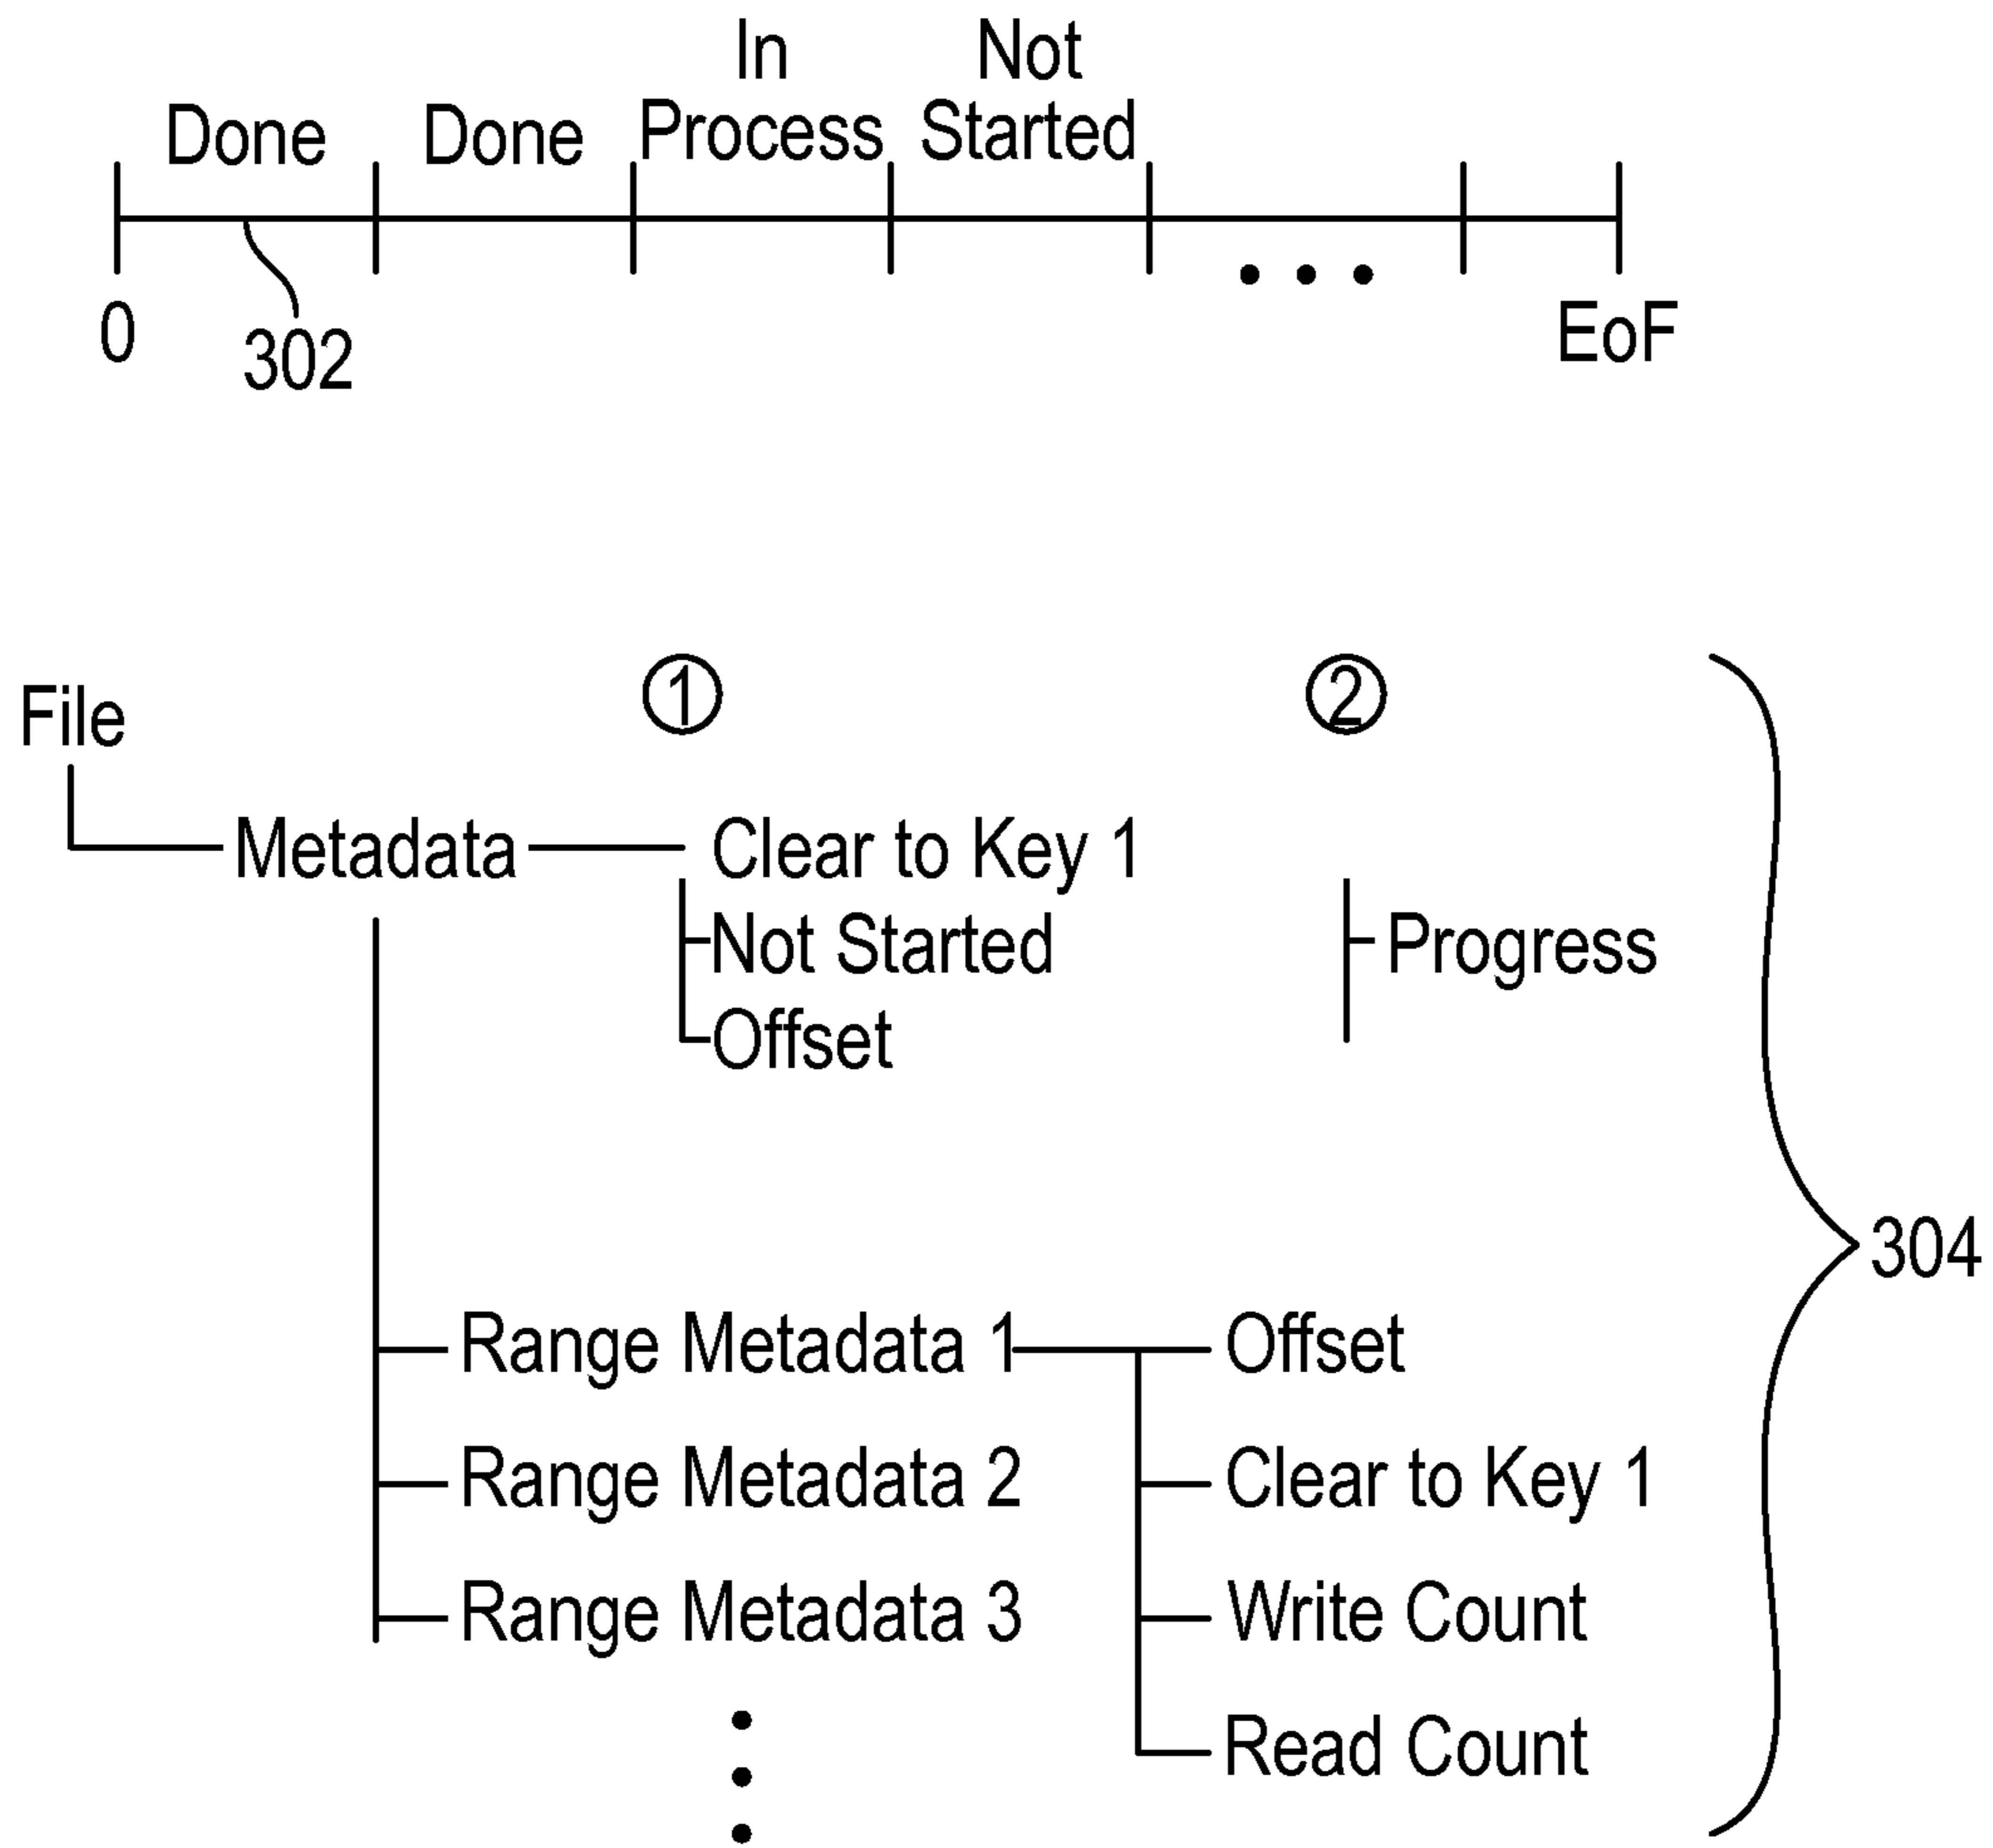 In Not
Done Done Process Started
0 302 EoF
File ① ②
Metadata Clear to Key 1
Not Started Progress
Offset
304
Range Metadata 1 Offset
Range Metadata 2 Clear to Key 1
Range Metadata 3 Write Count
Read Count